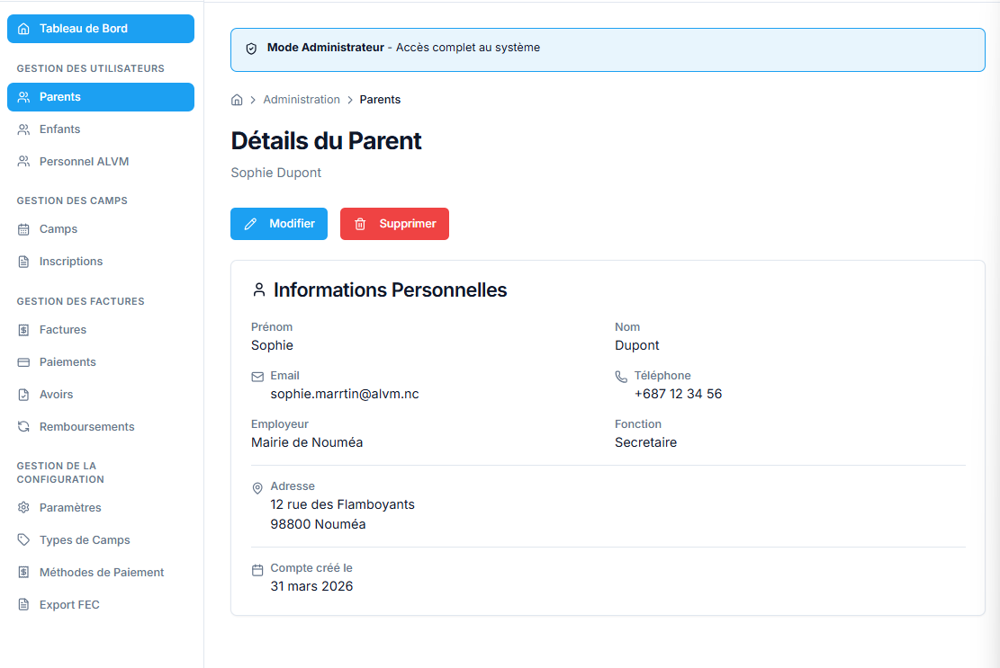 Tableau de Bord
GESTION DES UTILISATEURS
Parents
Enfants
Personnel ALVM
GESTION DES CAMPS
Camps
Inscriptions
GESTION DES FACTURES
Factures
Paiements
Avoirs
Remboursements
GESTION DE LA
CONFIGURATION
Paramètres
Types de Camps
Méthodes de Paiement
Export FEC
Mode Administrateur - Accès complet au système
Administration > Parents
Détails du Parent
Sophie Dupont
Modifier Supprimer
Informations Personnelles
Prénom Nom
Sophie Dupont
Email Téléphone
sophie.marrtin@alvm.nc +687 12 34 56
Employeur Fonction
Mairie de Nouméa Secretaire
Adresse
12 rue des Flamboyants
98800 Nouméa
Compte créé le
31 mars 2026